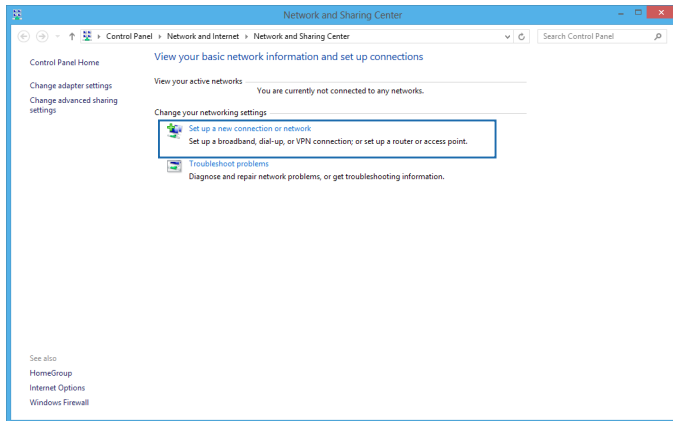 Network and Sharing Center
Control Panel Network and Internet Network and Sharing Center
Search Control Panel
Control Panel Home
Change adapter settings
Change advanced sharing
settings
View your basic network information and set up connections
View your active networks
You are currently not connected to any networks.
Change your networking settings
Set up a new connection or network
Set up a broadband, dial-up, or VPN connection; or set up a router or access point.
Troubleshoot problems
Diagnose and repair network problems, or get troubleshooting information.
See also
HomeGroup
Internet Options
Windows Firewall